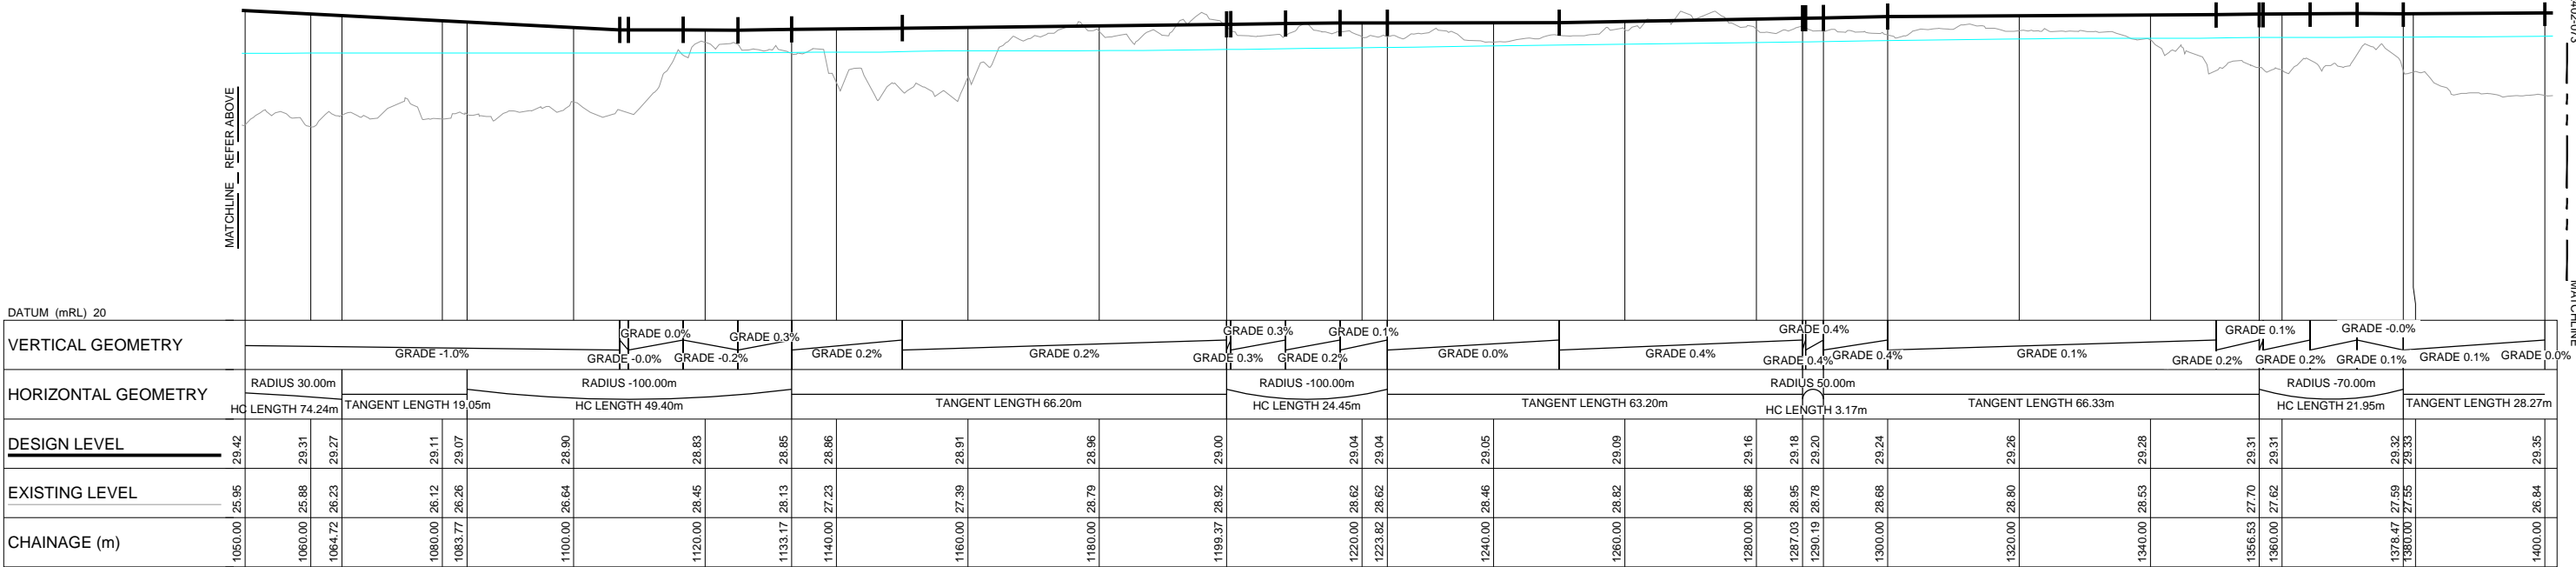 402-0073
MATCHLINE
MATCHLINE REFER ABOVE
DATUM (mRL) 20
VERTICAL GEOMETRY
GRADE -1.0%
GRADE -0.0%
GRADE 0.0%
GRADE -0.2%
GRADE 0.3%
GRADE 0.2%
GRADE 0.2%
GRADE 0.3%
GRADE 0.3%
GRADE 0.2%
GRADE 0.1%
GRADE 0.0%
GRADE 0.4%
GRADE 0.4%
GRADE 0.4%
GRADE 0.4%
GRADE 0.1%
GRADE 0.2%
GRADE 0.1%
GRADE 0.2%
GRADE -0.0%
GRADE 0.1%
GRADE 0.1%
GRADE 0.0%
HORIZONTAL GEOMETRY
RADIUS 30.00m
HC LENGTH 74.24m
TANGENT LENGTH 19.05m
RADIUS -100.00m
HC LENGTH 49.40m
TANGENT LENGTH 66.20m
RADIUS -100.00m
HC LENGTH 24.45m
TANGENT LENGTH 63.20m
RADIUS 50.00m
HC LENGTH 3.17m
TANGENT LENGTH 66.33m
RADIUS -70.00m
HC LENGTH 21.95m
TANGENT LENGTH 28.27m
DESIGN LEVEL
29.42 29.31 29.27 29.11 29.07 28.90 28.83 28.85 28.86 28.91 28.96 29.00 29.04 29.04 29.05 29.09 29.16 29.18 29.20 29.24 29.26 29.28 29.31 29.31 29.32 29.33 29.35
EXISTING LEVEL
25.95 25.88 26.23 26.12 26.26 26.64 28.45 28.13 27.23 27.39 28.79 28.92 28.62 28.62 28.46 28.82 28.86 28.95 28.78 28.68 28.80 28.53 27.70 27.62 27.59 27.55 26.84
CHAINAGE (m)
1050.00 1060.00 1064.72 1080.00 1083.77 1100.00 1120.00 1133.17 1140.00 1160.00 1180.00 1199.37 1220.00 1223.82 1240.00 1260.00 1280.00 1287.03 1290.19 1300.00 1320.00 1340.00 1356.53 1360.00 1378.47 1380.00 1400.00